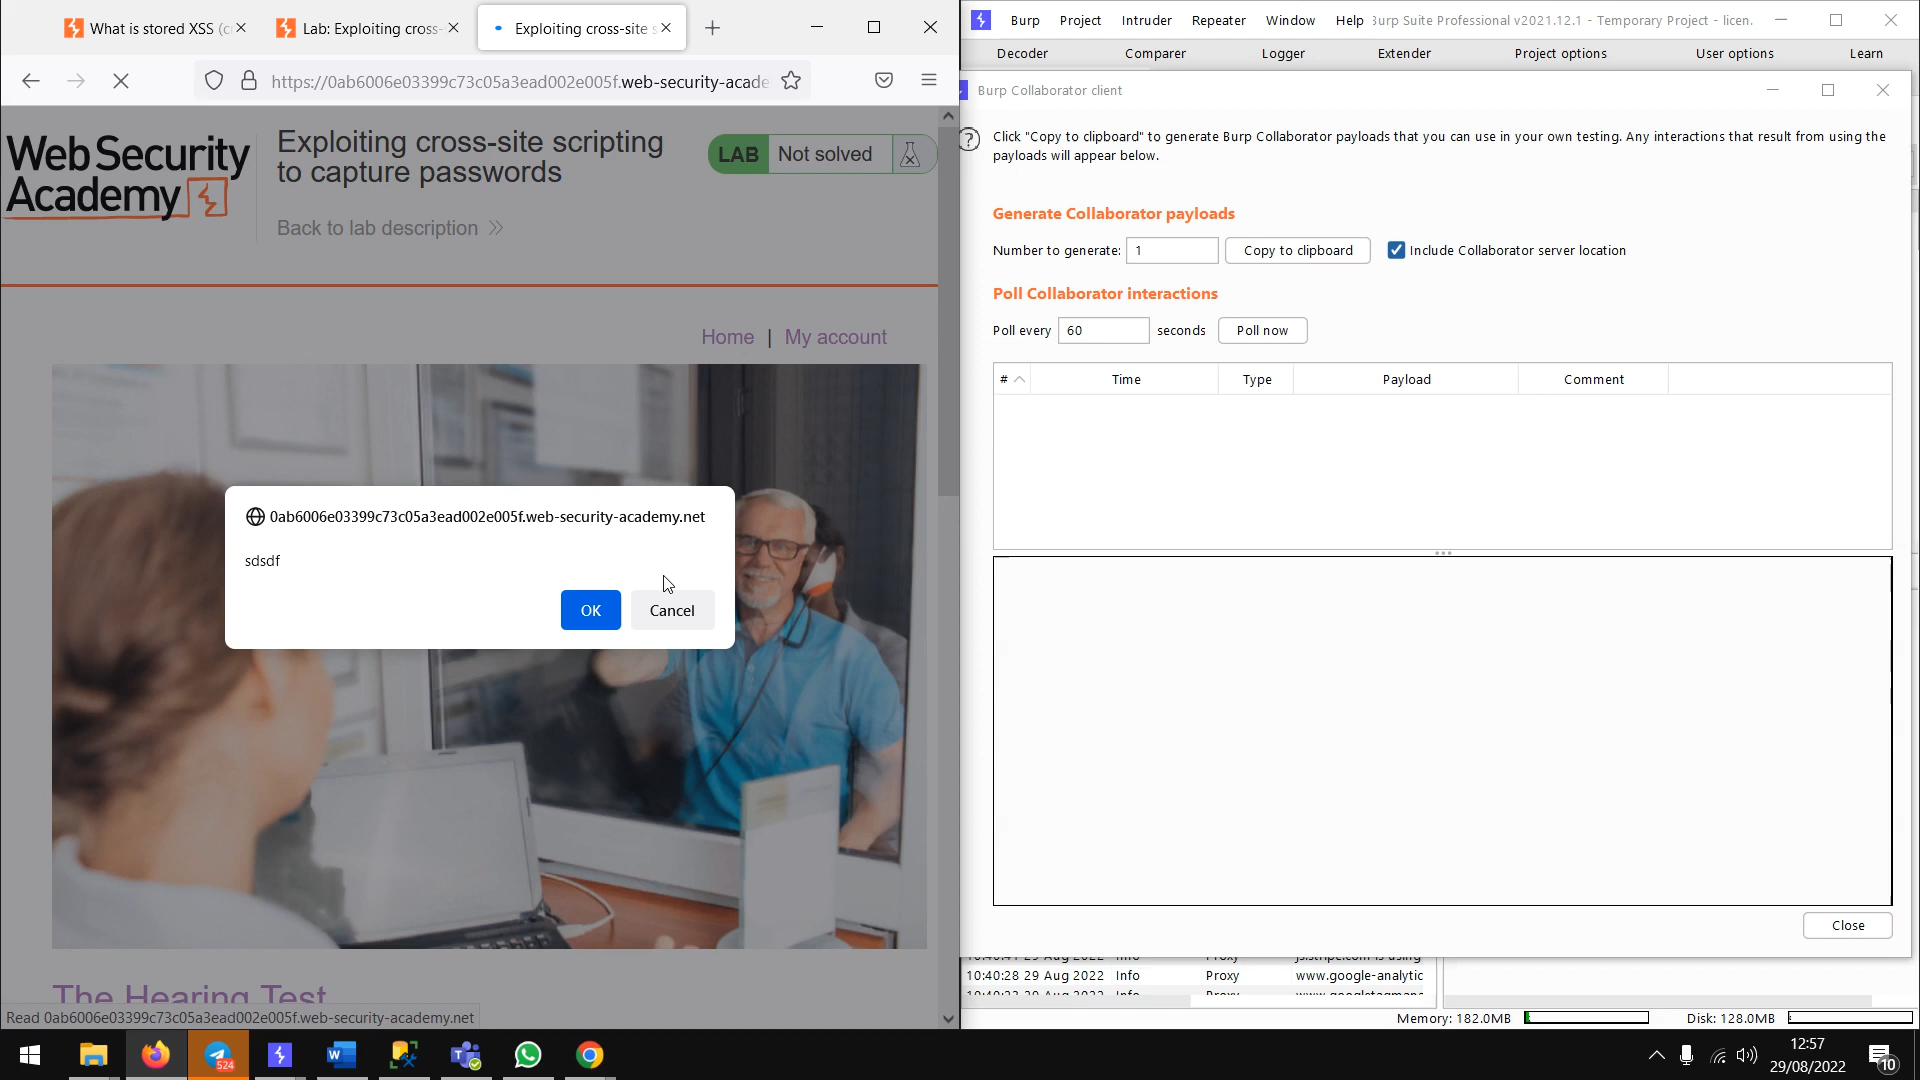 What is stored XSS (c
Lab: Exploiting cross-
Exploiting cross-site s
https://0ab6006e03399c73c05a3ead002e005f.web-security-acade
Web Security
Academy
Exploiting cross-site scripting
to capture passwords
LAB Not solved
Back to lab description
Home | My account
0ab6006e03399c73c05a3ead002e005f.web-security-academy.net
sdsdf
OK
Cancel
The Hearing Test
Read 0ab6006e03399c73c05a3ead002e005f.web-security-academy.net
Burp Project Intruder Repeater Window Help Burp Suite Professional v2021.12.1 - Temporary Project - licen.
Decoder Comparer Logger Extender Project options User options Learn
Burp Collaborator client
Click "Copy to clipboard" to generate Burp Collaborator payloads that you can use in your own testing. Any interactions that result from using the
payloads will appear below.
Generate Collaborator payloads
Number to generate: 1 Copy to clipboard Include Collaborator server location
Poll Collaborator interactions
Poll every 60 seconds Poll now
# Time Type Payload Comment
Close
10:40:28 29 Aug 2022 Info Proxy www.google-analytic
Memory: 182.0MB Disk: 128.0MB
524
12:57
29/08/2022
10